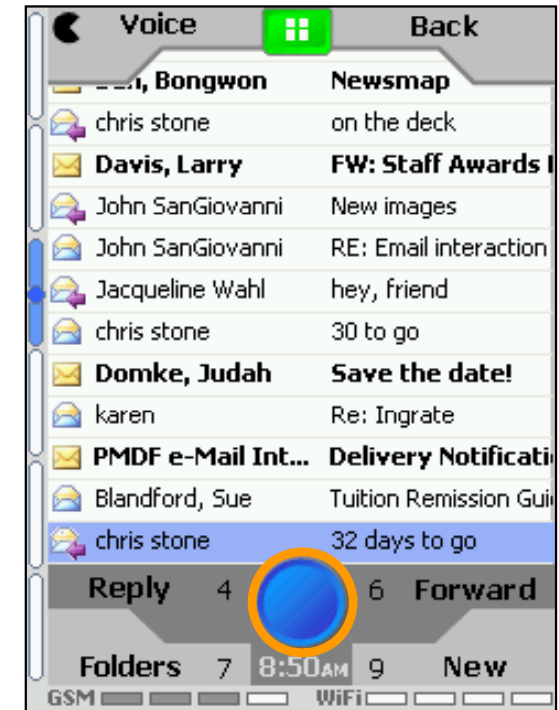 Voice Back
Bongwon Newsmap
chris stone on the deck
Davis, Larry FW: Staff Awards
John SanGiovanni New images
John SanGiovanni RE: Email interaction
Jacqueline Wahl hey, friend
chris stone 30 to go
Domke, Judah Save the date!
karen Re: Ingrate
PMDF e-Mail Int... Delivery Notificati
Blandford, Sue Tuition Remission Gui
chris stone 32 days to go
Reply 4 6 Forward
Folders 7 8:50AM 9 New
GSM WiFi